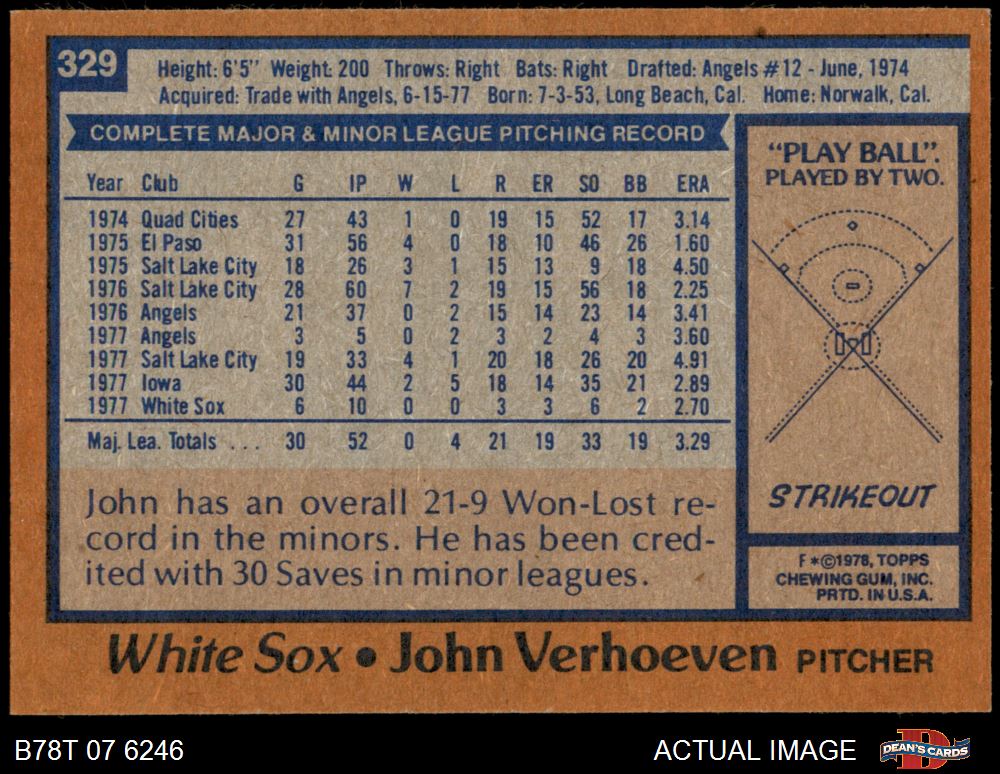 329
Height: 6'5" Weight: 200 Throws: Right Bats: Right Drafted: Angels #12 - June, 1974
Acquired: Trade with Angels, 6-15-77 Born: 7-3-53, Long Beach, Cal. Home: Norwalk, Cal.
COMPLETE MAJOR & MINOR LEAGUE PITCHING RECORD
Year Club G IP W L R ER SO BB ERA
1974 Quad Cities 27 43 1 0 19 15 52 17 3.14
1975 El Paso 31 56 4 0 18 10 46 26 1.60
1975 Salt Lake City 18 26 3 1 15 13 9 18 4.50
1976 Salt Lake City 28 60 7 2 19 15 56 18 2.25
1976 Angels 21 37 0 2 15 14 23 14 3.41
1977 Angels 3 5 0 2 3 2 4 3 3.60
1977 Salt Lake City 19 33 4 1 20 18 26 20 4.91
1977 Iowa 30 44 2 5 18 14 35 21 2.89
1977 White Sox 6 10 0 0 3 3 6 2 2.70
Maj. Lea. Totals . . . 30 52 0 4 21 19 33 19 3.29
John has an overall 21-9 Won-Lost re-
cord in the minors. He has been cred-
ited with 30 Saves in minor leagues.
"PLAY BALL".
PLAYED BY TWO.
STRIKEOUT
F *©1978, TOPPS
CHEWING GUM, INC.
PRTD. IN U.S.A.
White Sox • John Verhoeven PITCHER
B78T 07 6246 ACTUAL IMAGE DEAN'S CARDS